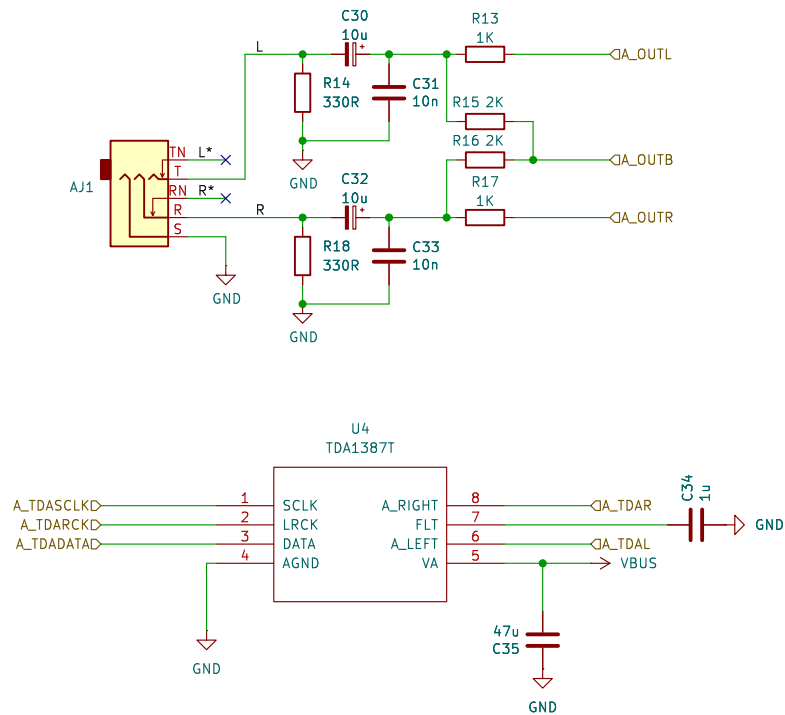 C30
10u
R13
1K
L
A_OUTL
R14
330R
C31
10n
R15 2K
R16 2K
GND
A_OUTB
AJ1
TN
L*
T
RN
R*
R
S
C32
10u
R17
1K
R
A_OUTR
R18
330R
C33
10n
GND
GND
U4
TDA1387T
A_TDASCLK
1
SCLK
A_RIGHT
8
A_TDAR
C34
1u
GND
A_TDARCK
2
LRCK
FLT
7
A_TDADATA
3
DATA
A_LEFT
6
A_TDAL
4
AGND
VA
5
VBUS
47u
C35
GND
GND